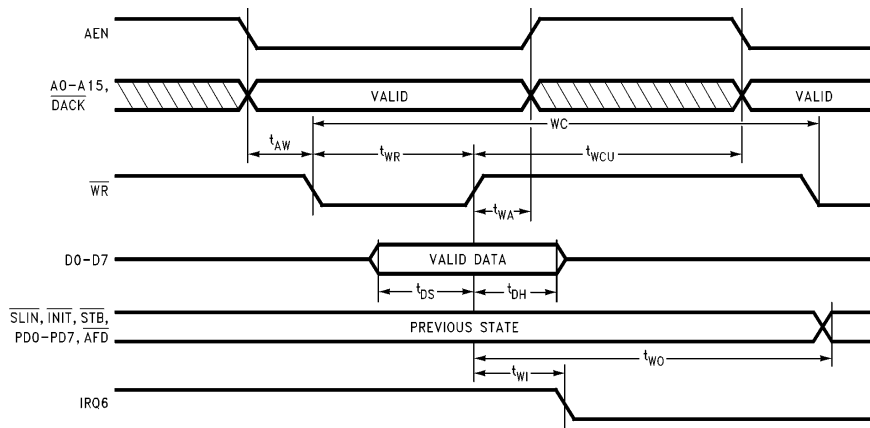 AEN
A0-A15,
DACK
VALID
VALID
WC
tAW
tWR
tWCU
WR
tWA
D0-D7
VALID DATA
tDS
tDH
SLIN, INIT, STB,
PD0-PD7, AFD
PREVIOUS STATE
tWO
tWI
IRQ6